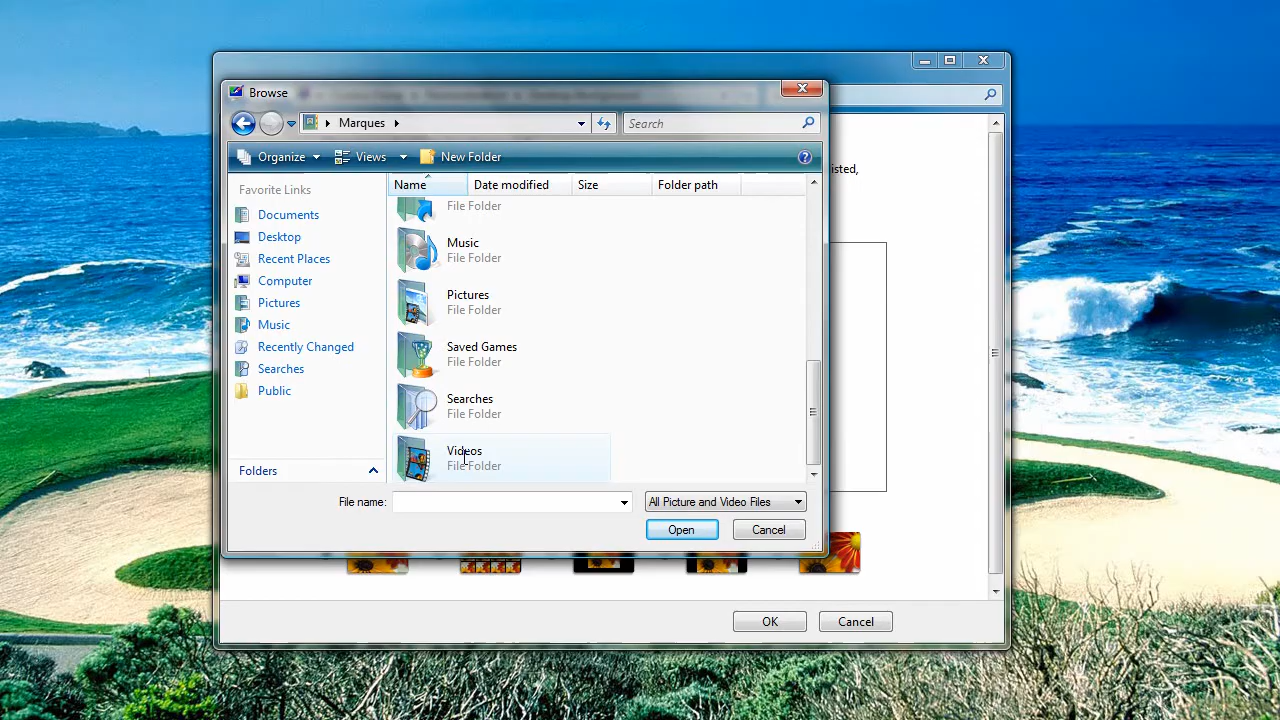 Browse
Marques
Search
Organize
Views
New Folder
?
isted,
Favorite Links
Name
Date modified
Size
Folder path
Documents
Desktop
Recent Places
Computer
Pictures
Music
Recently Changed
Searches
Public
Folders
File Folder
Music
File Folder
Pictures
File Folder
Saved Games
File Folder
Searches
File Folder
Videos
File Folder
File name:
All Picture and Video Files
Open
Cancel
OK
Cancel